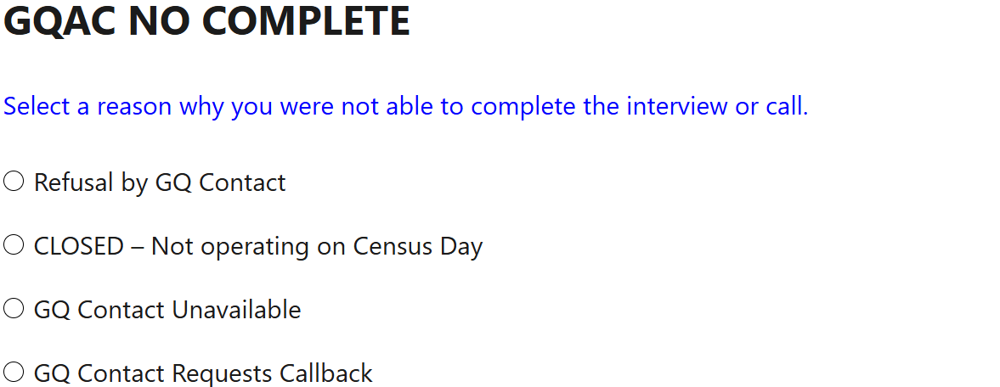 GQAC NO COMPLETE
Select a reason why you were not able to complete the interview or call.
Refusal by GQ Contact
CLOSED – Not operating on Census Day
GQ Contact Unavailable
GQ Contact Requests Callback